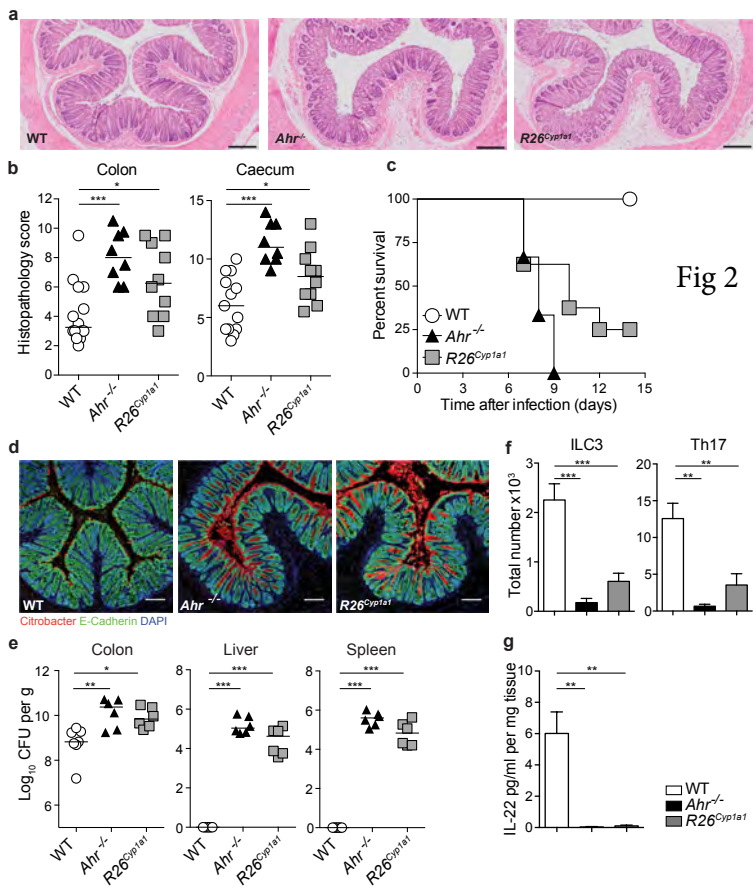 a
WT
Ahr-/-
R26Cyp1a1
b
Colon
Caecum
Histopathology score
*
***
*
***
12
10
8
6
4
2
0
15
10
5
0
WT
Ahr-/-
R26Cyp1a1
WT
Ahr-/-
R26Cyp1a1
c
Percent survival
100
75
50
25
0
0
3
6
9
12
15
Time after infection (days)
WT
Ahr-/-
R26Cyp1a1
Fig 2
d
WT
Ahr-/-
R26Cyp1a1
Citrobacter E-Cadherin DAPI
e
Colon
Liver
Spleen
Log10 CFU per g
*
**
***
***
***
***
12
10
8
6
4
8
6
4
2
0
8
6
4
2
0
WT
Ahr-/-
R26Cyp1a1
WT
Ahr-/-
R26Cyp1a1
WT
Ahr-/-
R26Cyp1a1
f
ILC3
Th17
Total number x10³
***
***
**
**
3
2
1
0
20
15
10
5
0
g
IL-22 pg/ml per mg tissue
**
**
8
6
4
2
0
WT
Ahr-/-
R26Cyp1a1